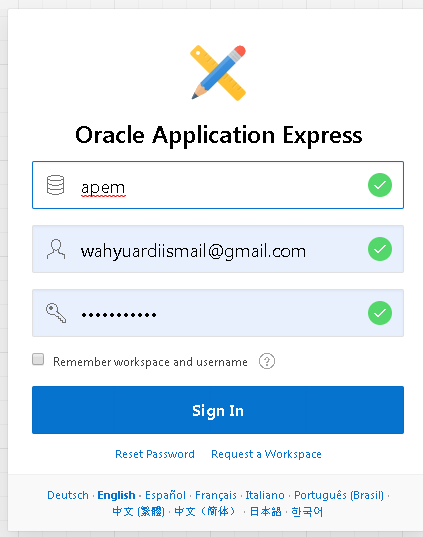 Oracle Application Express
apem
wahyuardiismail@gmail.com
•••••••••••
Remember workspace and username ?
Sign In
Reset Password Request a Workspace
Deutsch · English · Español · Français · Italiano · Português (Brasil) ·
中文 (繁體) · 中文（简体） · 日本語 · 한국어